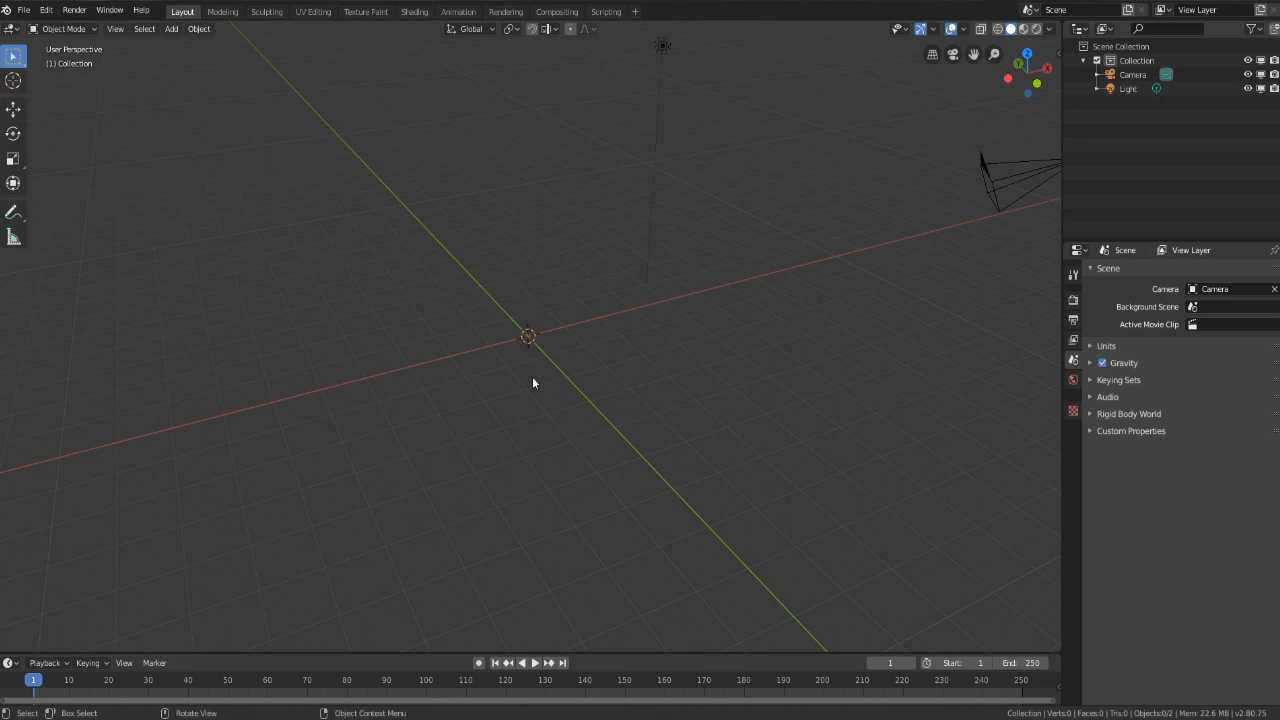 File Edit Render Window Help Layout Modeling Sculpting UV Editing Texture Paint Shading Animation Rendering Compositing Scripting + Scene View Layer
Object Mode View Select Add Object Global
User Perspective
(1) Collection
Z
Y
X
Scene Collection
Collection
Camera
Light
Scene View Layer
Scene
Camera Camera
Background Scene
Active Movie Clip
Units
Gravity
Keying Sets
Audio
Rigid Body World
Custom Properties
Playback Keying View Marker 1 Start: 1 End: 250
1 10 20 30 40 50 60 70 80 90 100 110 120 130 140 150 160 170 180 190 200 210 220 230 240 250
Select Box Select Rotate View Object Context Menu Collection | Verts:0 | Faces:0 | Tris:0 | Objects:0/2 | Mem: 22.6 MB | v2.80.75